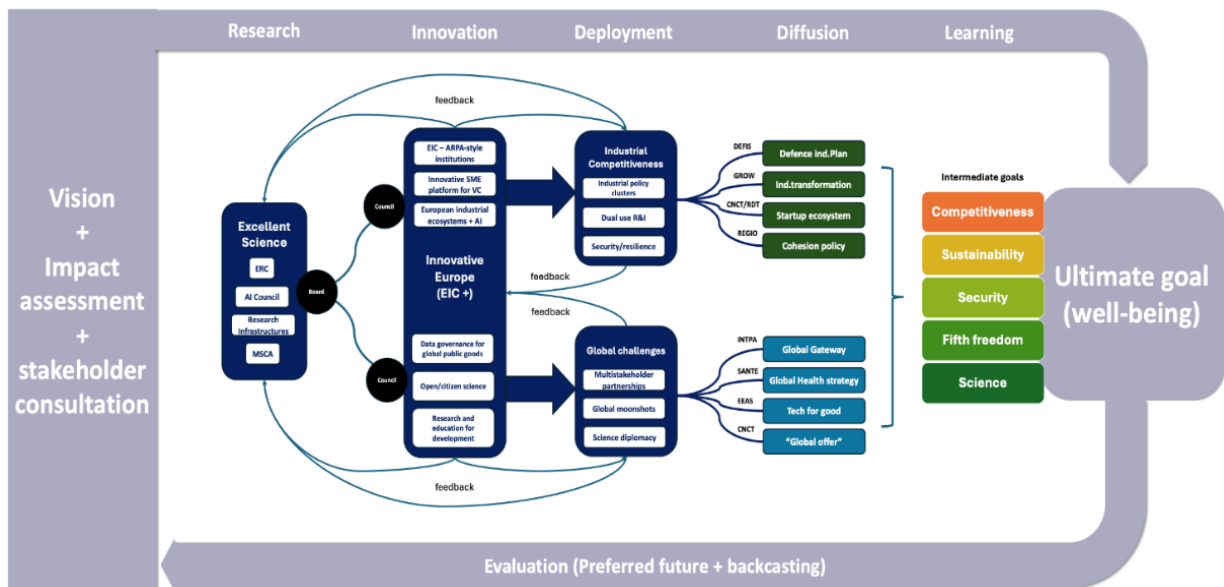 Research
Innovation
Deployment
Diffusion
Learning
Vision
+
Impact
assessment
+
stakeholder
consultation
feedback
Excellent
Science
ERC
AI Council
Research
Infrastructures
MSCA
Board
Council
Council
EIC – ARPA-style
institutions
Innovative SME
platform for VC
European industrial
ecosystems + AI
Innovative
Europe
(EIC +)
Data governance for
global public goods
Open/citizen science
Research and
education for
development
feedback
feedback
feedback
Industrial
Competitiveness
Industrial policy
clusters
Dual use R&I
Security/resilience
Global challenges
Multistakeholder
partnerships
Global moonshots
Science diplomacy
DEFIS
Defence ind.Plan
GROW
Ind.transformation
CNCT/RDT
Startup ecosystem
REGIO
Cohesion policy
INTPA
Global Gateway
SANTE
Global Health strategy
EEAS
Tech for good
CNCT
“Global offer”
Intermediate goals
Competitiveness
Sustainability
Security
Fifth freedom
Science
Ultimate goal
(well-being)
Evaluation (Preferred future + backcasting)